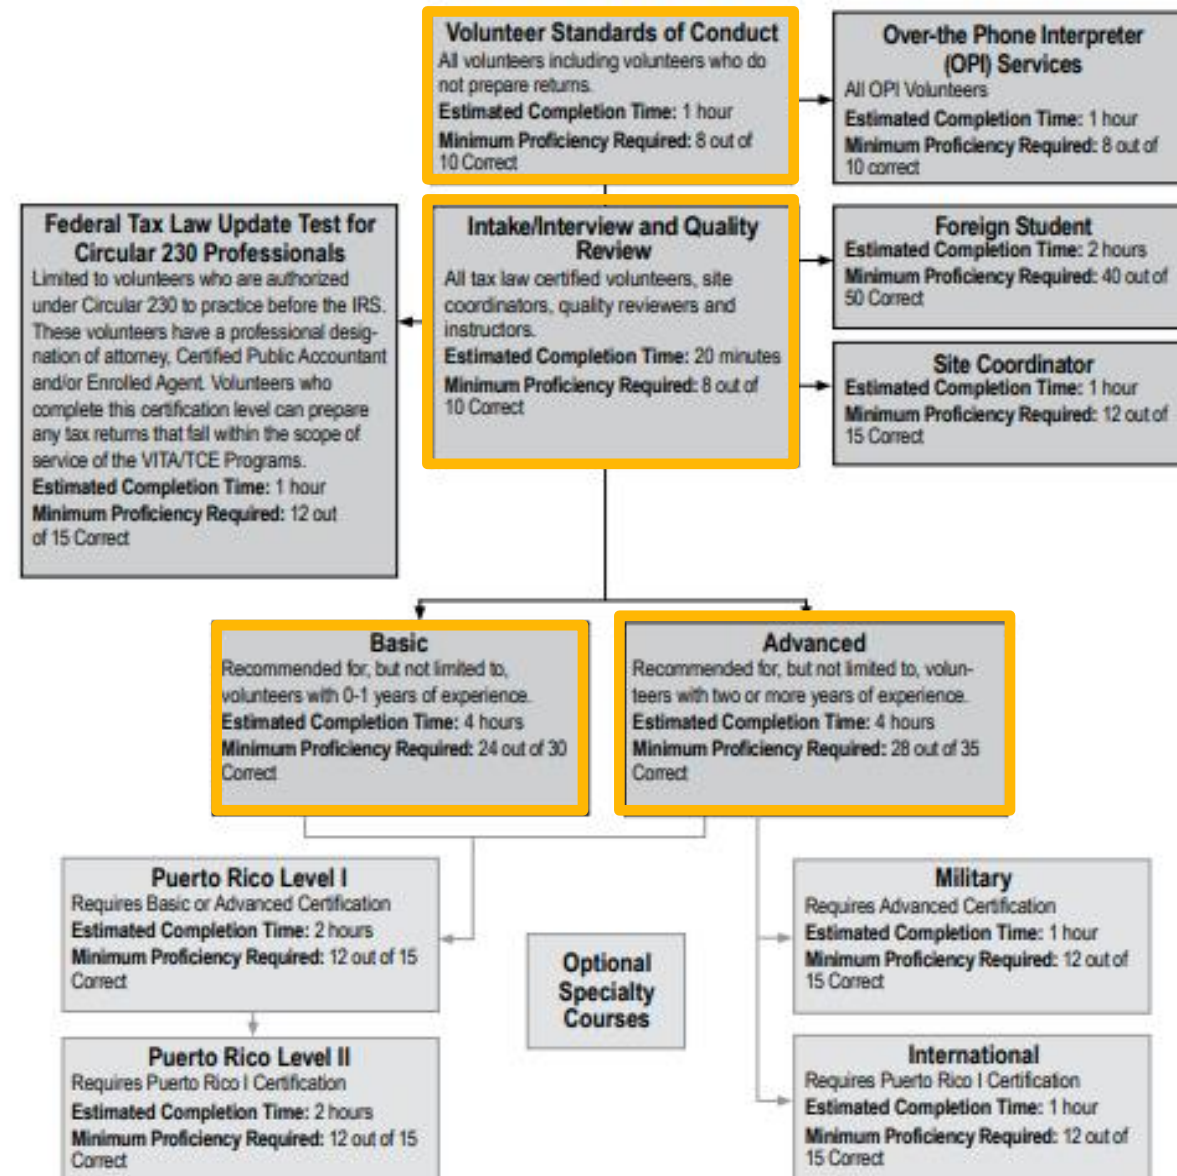 Volunteer Standards of Conduct
All volunteers including volunteers who do
not prepare returns.
Estimated Completion Time: 1 hour
Minimum Proficiency Required: 8 out of
10 Correct
Over-the Phone Interpreter
(OPI) Services
All OPI Volunteers
Estimated Completion Time: 1 hour
Minimum Proficiency Required: 8 out of
10 correct
Federal Tax Law Update Test for
Circular 230 Professionals
Limited to volunteers who are authorized
under Circular 230 to practice before the IRS.
These volunteers have a professional desig-
nation of attorney, Certified Public Accountant
and/or Enrolled Agent. Volunteers who
complete this certification level can prepare
any tax returns that fall within the scope of
service of the VITA/TCE Programs.
Estimated Completion Time: 1 hour
Minimum Proficiency Required: 12 out
of 15 Correct
Intake/Interview and Quality
Review
All tax law certified volunteers, site
coordinators, quality reviewers and
instructors.
Estimated Completion Time: 20 minutes
Minimum Proficiency Required: 8 out of
10 Correct
Foreign Student
Estimated Completion Time: 2 hours
Minimum Proficiency Required: 40 out of
50 Correct
Site Coordinator
Estimated Completion Time: 1 hour
Minimum Proficiency Required: 12 out of
15 Correct
Basic
Recommended for, but not limited to,
volunteers with 0-1 years of experience.
Estimated Completion Time: 4 hours
Minimum Proficiency Required: 24 out of 30
Correct
Advanced
Recommended for, but not limited to, volun-
teers with two or more years of experience.
Estimated Completion Time: 4 hours
Minimum Proficiency Required: 28 out of 35
Correct
Puerto Rico Level I
Requires Basic or Advanced Certification
Estimated Completion Time: 2 hours
Minimum Proficiency Required: 12 out of 15
Correct
Optional
Specialty
Courses
Military
Requires Advanced Certification
Estimated Completion Time: 1 hour
Minimum Proficiency Required: 12 out of
15 Correct
Puerto Rico Level II
Requires Puerto Rico I Certification
Estimated Completion Time: 2 hours
Minimum Proficiency Required: 12 out of 15
Correct
International
Requires Puerto Rico I Certification
Estimated Completion Time: 1 hour
Minimum Proficiency Required: 12 out of
15 Correct